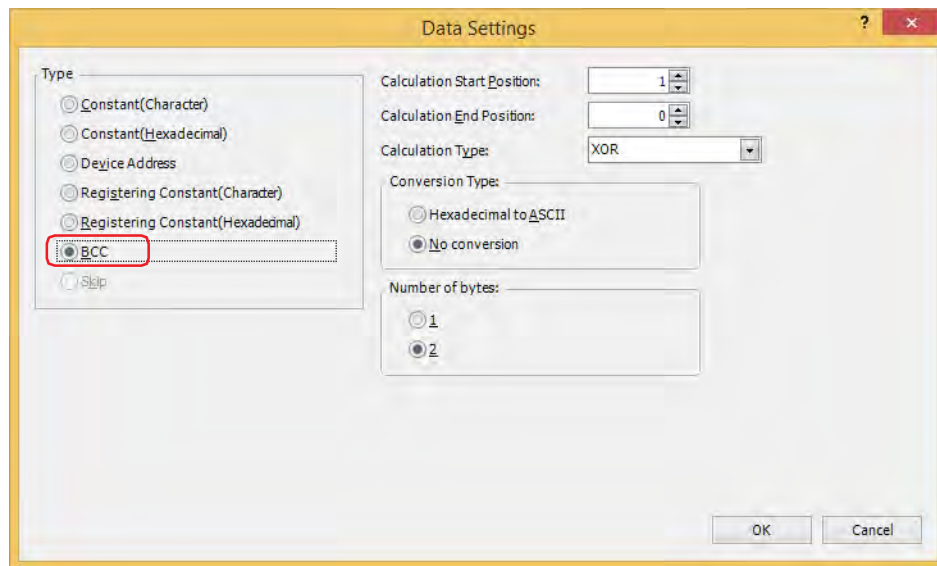 Data Settings
?
×
Type
Constant(Character)
Constant(Hexadecimal)
Device Address
Registering Constant(Character)
Registering Constant(Hexadecimal)
BCC
Skip
Calculation Start Position: 1
Calculation End Position: 0
Calculation Type: XOR
Conversion Type:
Hexadecimal to ASCII
No conversion
Number of bytes:
1
2
OK Cancel